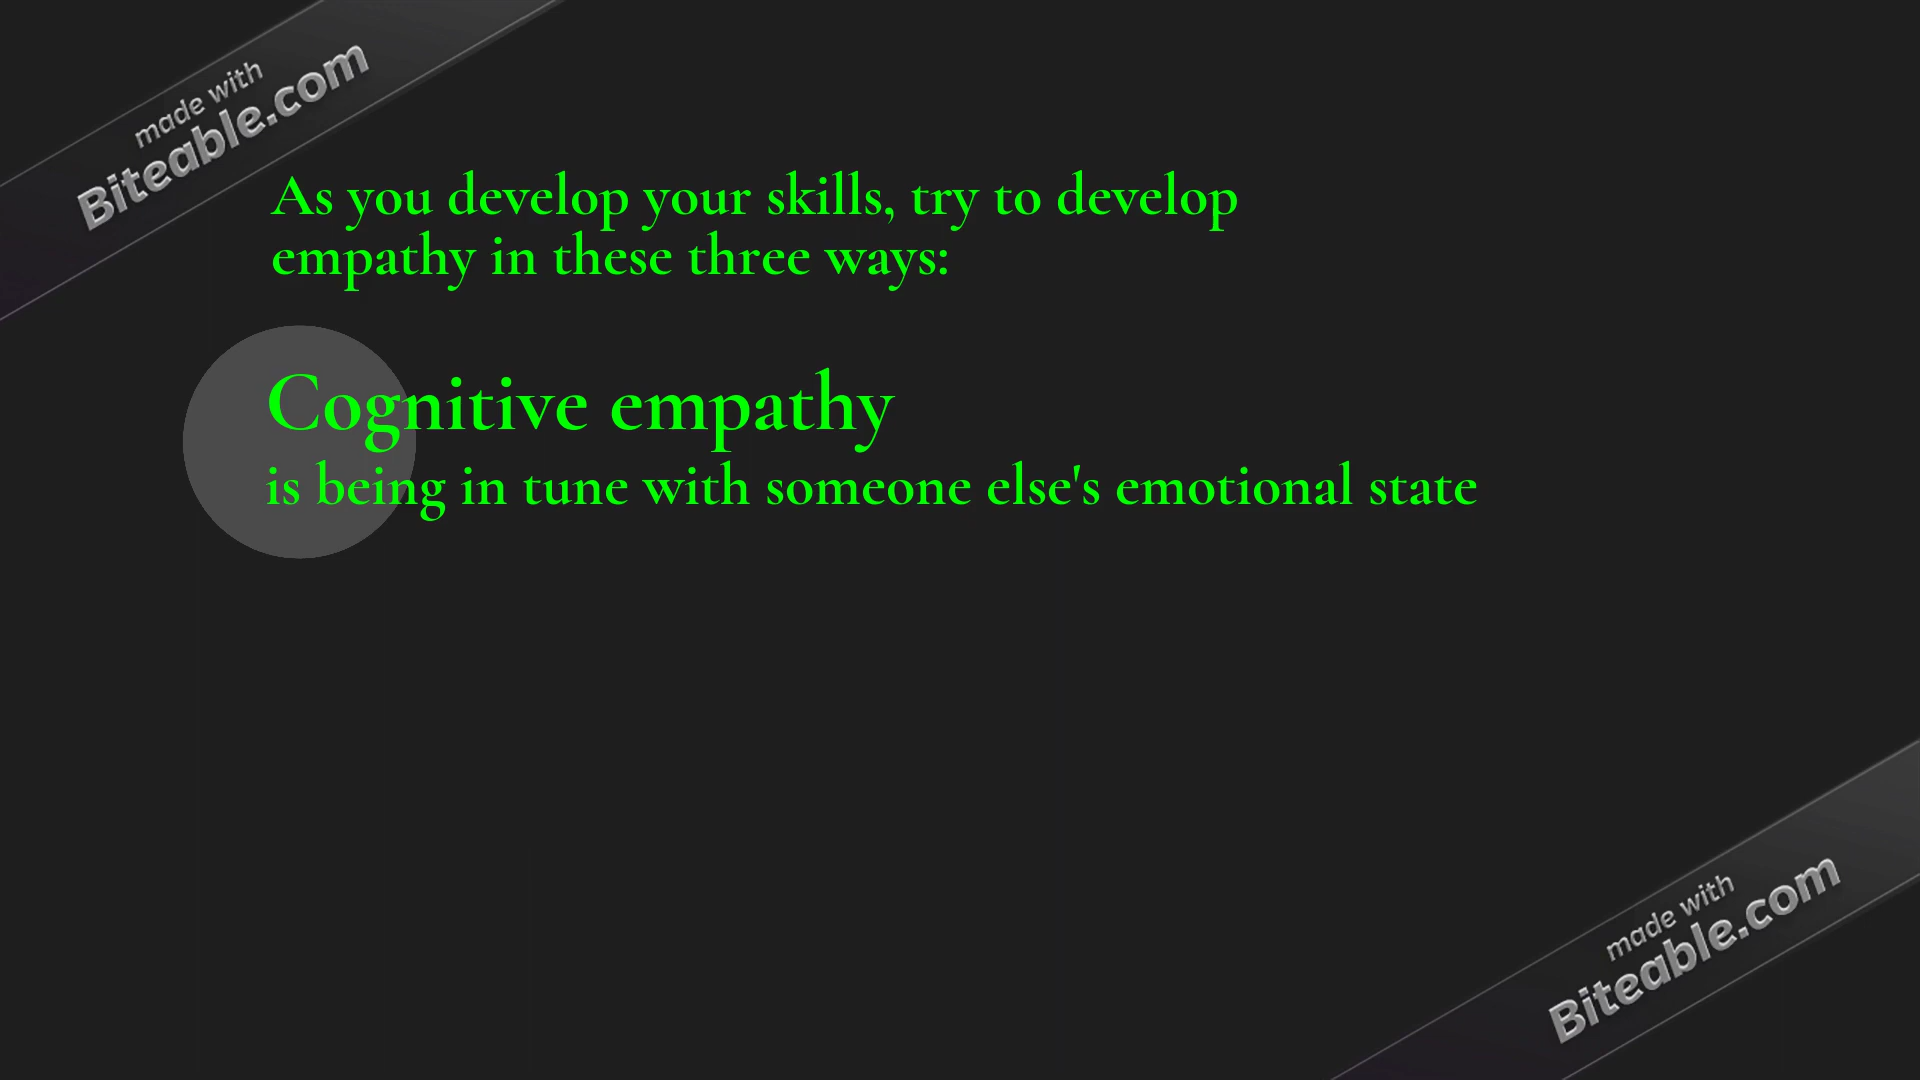 made with
Biteable.com
As you develop your skills, try to develop
empathy in these three ways:
Cognitive empathy
is being in tune with someone else's emotional state
made with
Biteable.com